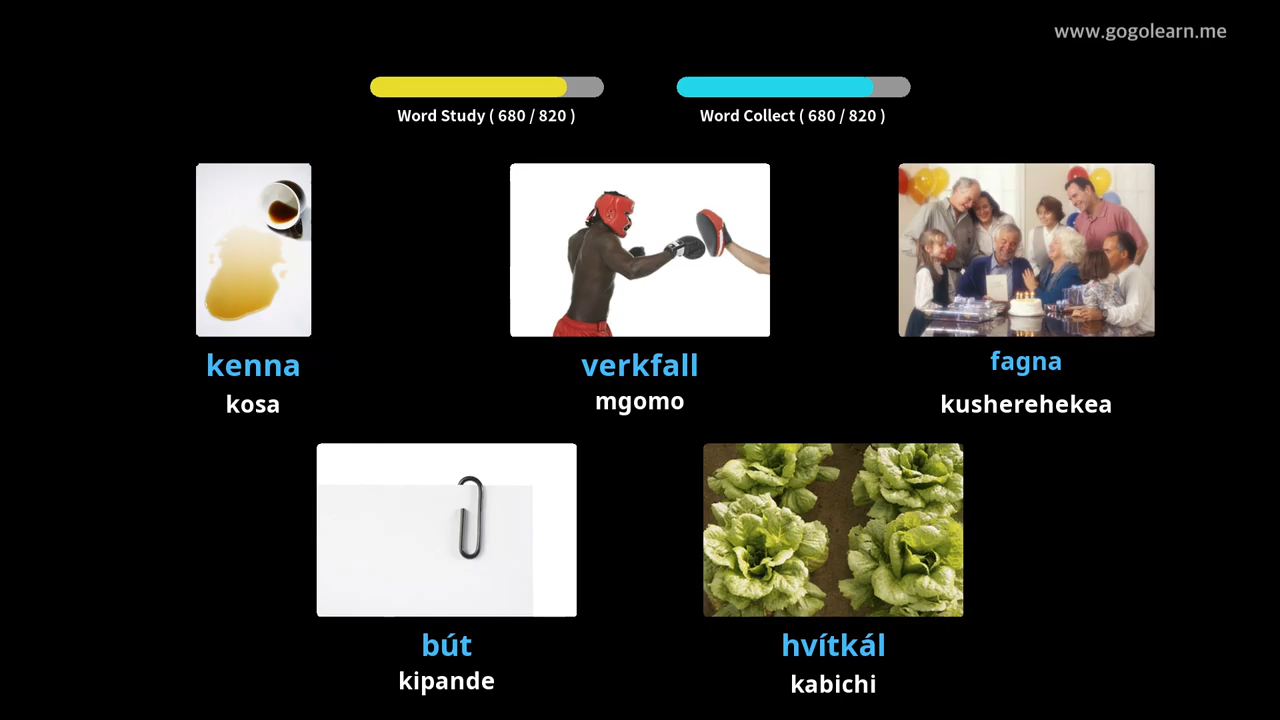 www.gogolearn.me
Word Study ( 680 / 820 )
Word Collect ( 680 / 820 )
kenna
kosa
verkfall
mgomo
fagna
kusherehekea
bút
kipande
hvítkál
kabichi